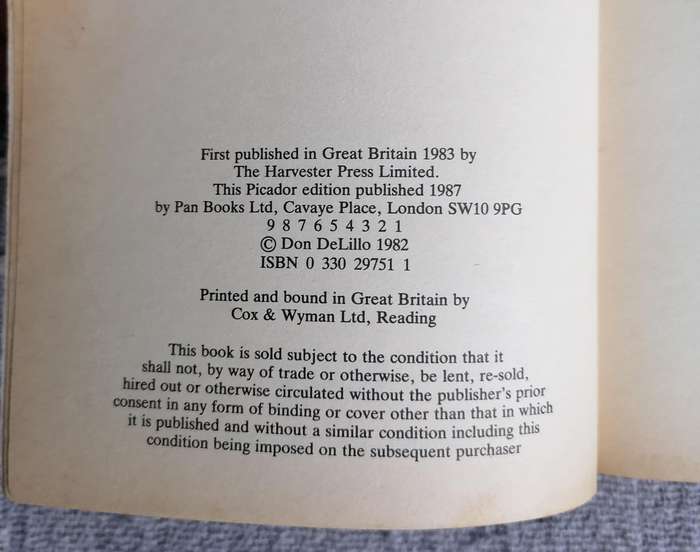 First published in Great Britain 1983 by
The Harvester Press Limited.
This Picador edition published 1987
by Pan Books Ltd, Cavaye Place, London SW10 9PG
9 8 7 6 5 4 3 2 1
© Don DeLillo 1982
ISBN 0 330 29751 1
Printed and bound in Great Britain by
Cox & Wyman Ltd, Reading
This book is sold subject to the condition that it
shall not, by way of trade or otherwise, be lent, re-sold,
hired out or otherwise circulated without the publisher's prior
consent in any form of binding or cover other than that in which
it is published and without a similar condition including this
condition being imposed on the subsequent purchaser